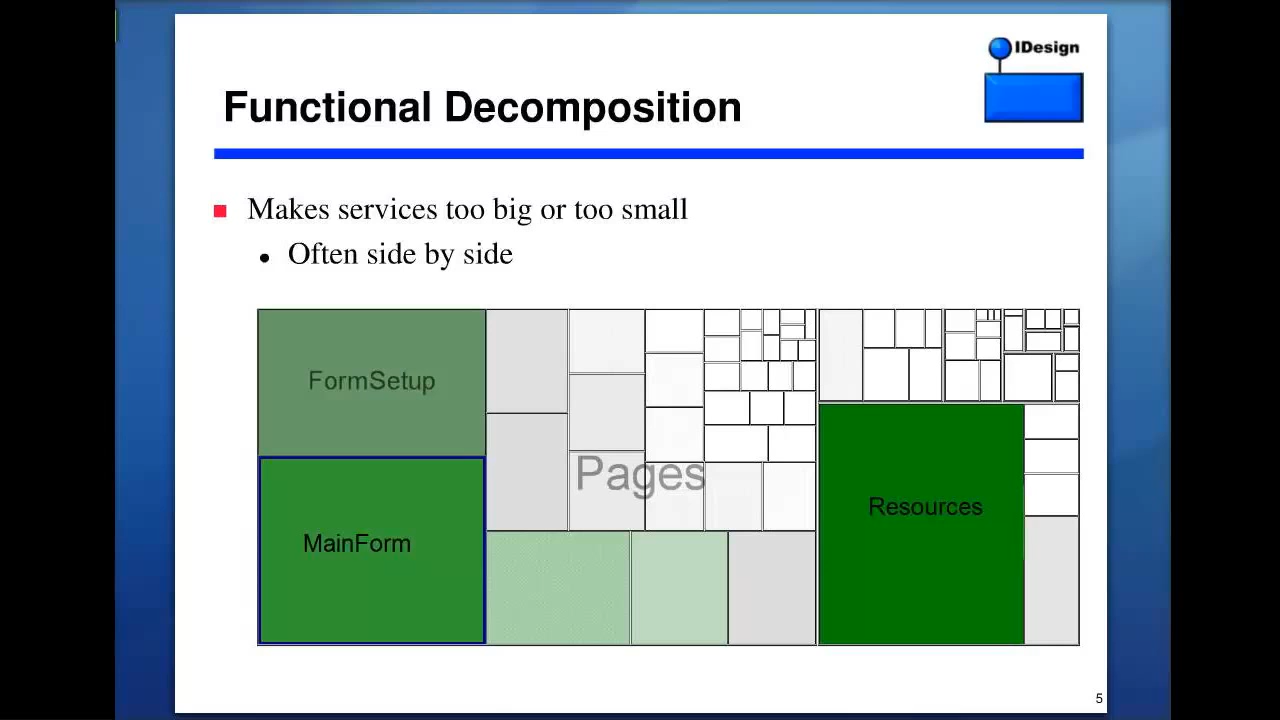 IDesign
Functional Decomposition
Makes services too big or too small
Often side by side
FormSetup
Pages
Resources
MainForm
5